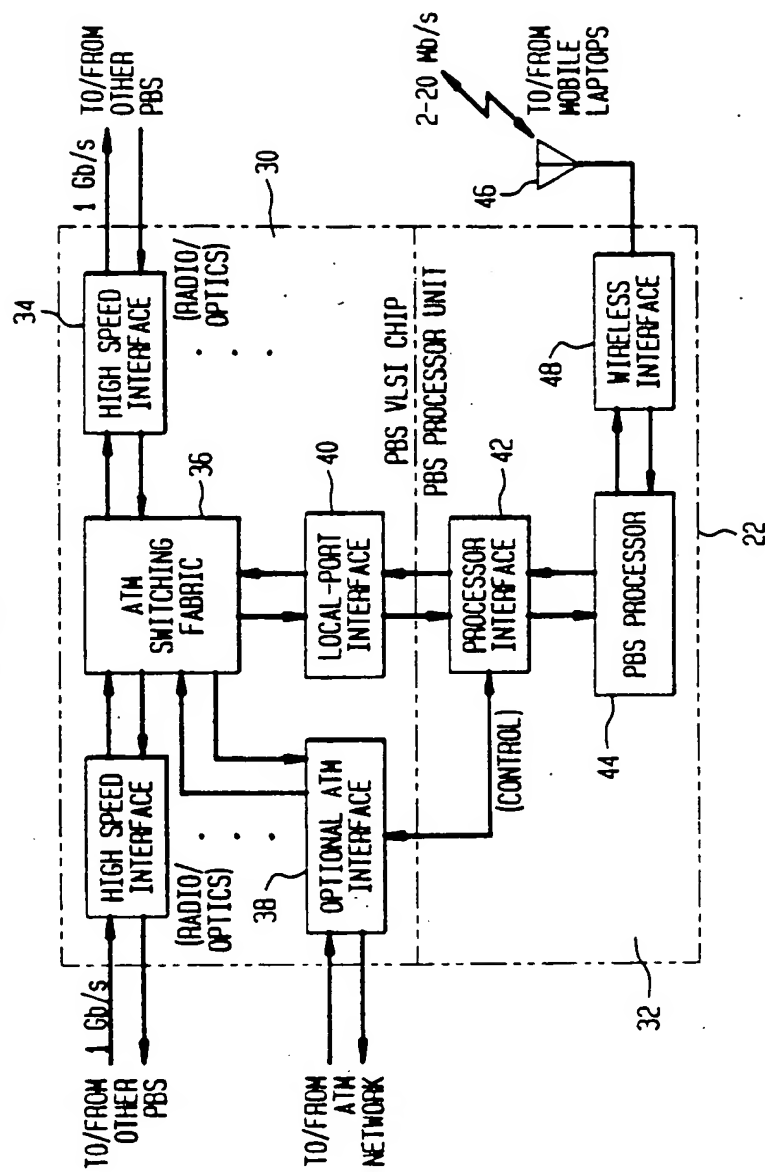 TO/FROM
OTHER
PBS
1 Gb/s
HIGH SPEED
INTERFACE
(RADIO/
OPTICS)
ATM
SWITCHING
FABRIC
36
34
HIGH SPEED
INTERFACE
(RADIO/
OPTICS)
1 Gb/s
TO/FROM
OTHER
PBS
30
TO/FROM
ATM
NETWORK
38
OPTIONAL ATM
INTERFACE
LOCAL-PORT
INTERFACE
40
PBS VLSI CHIP
PBS PROCESSOR UNIT
(CONTROL)
PROCESSOR
INTERFACE
42
32
44
PBS PROCESSOR
22
48
WIRELESS
INTERFACE
46
2-20 Mb/s
TO/FROM
MOBILE
LAPTOPS